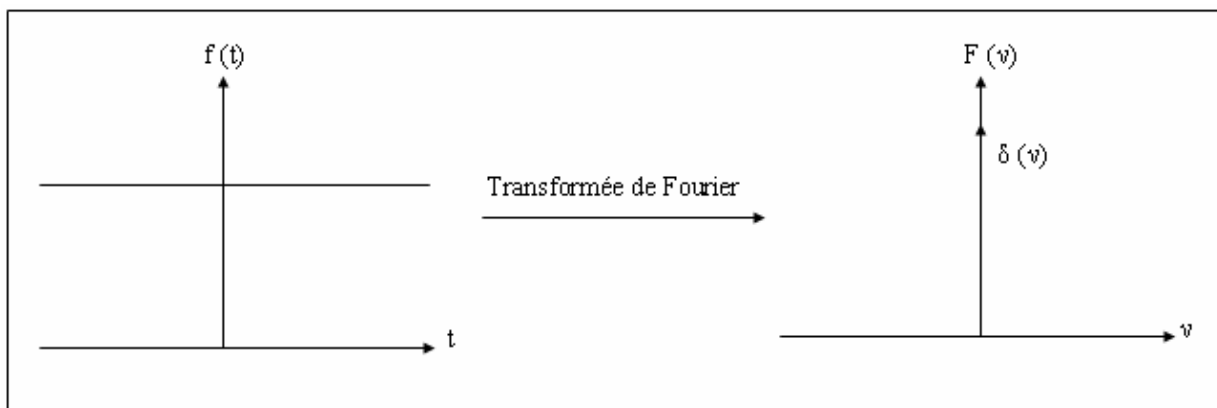 f (t)
F (ν)
δ (ν)
Transformée de Fourier
t
ν